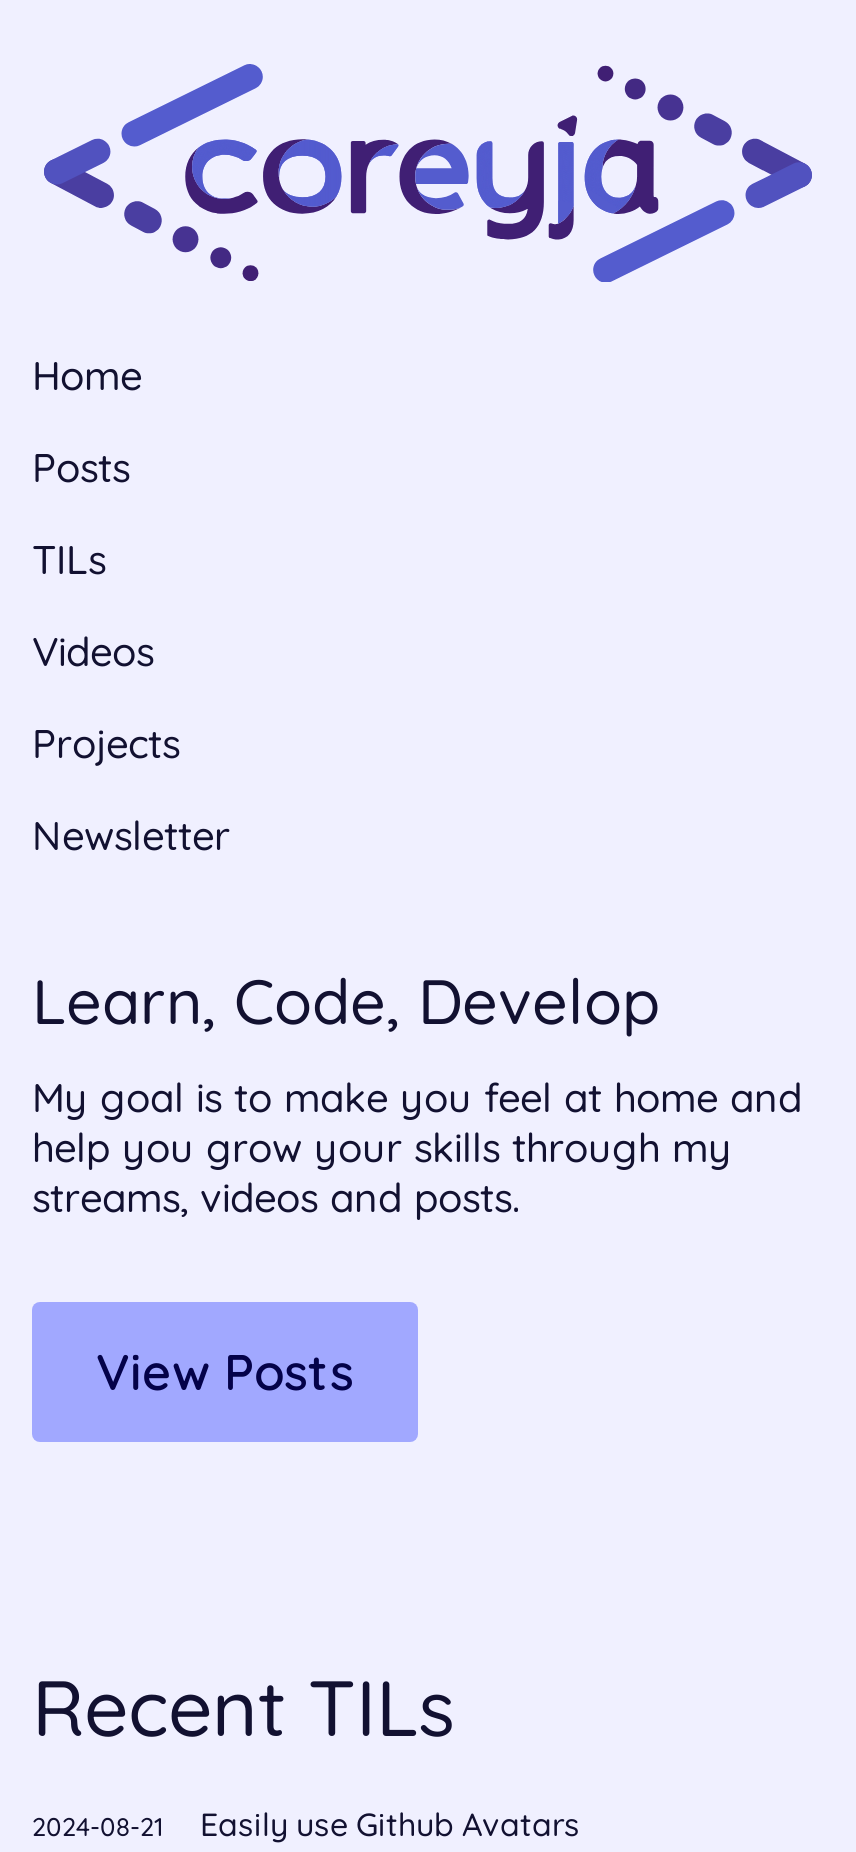 coreyja
Home
Posts
TILs
Videos
Projects
Newsletter
Learn, Code, Develop
My goal is to make you feel at home and
help you grow your skills through my
streams, videos and posts.
View Posts
Recent TILs
2024-08-21 Easily use Github Avatars